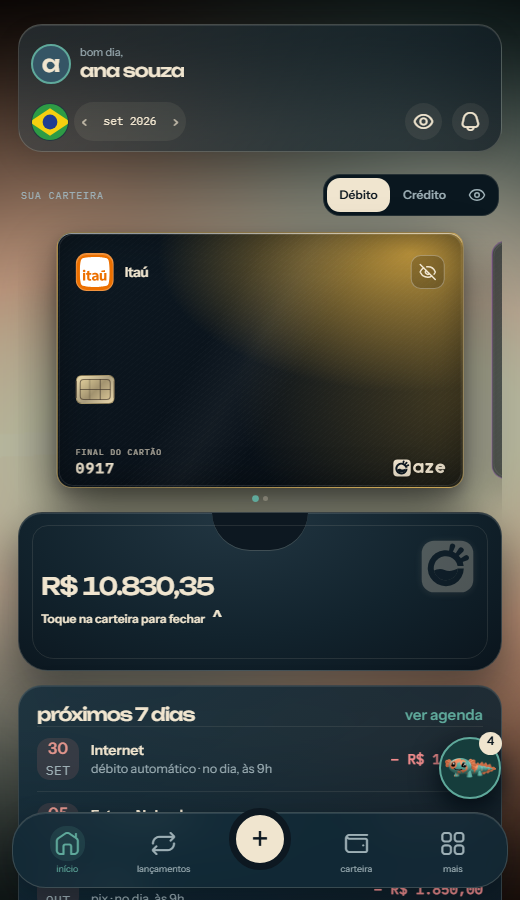 a
bom dia,
ana souza
< set 2026 >
SUA CARTEIRA
Débito Crédito
itaú Itaú
FINAL DO CARTÃO
0917
aze
R$ 10.830,35
Toque na carteira para fechar ^
próximos 7 dias
ver agenda
30
SET
Internet
débito automático · no dia, às 9h
− R$ 1
4
05
+
início
lançamentos
carteira
mais
OUT
pix · no dia, às 9h
− R$ 1.850,00